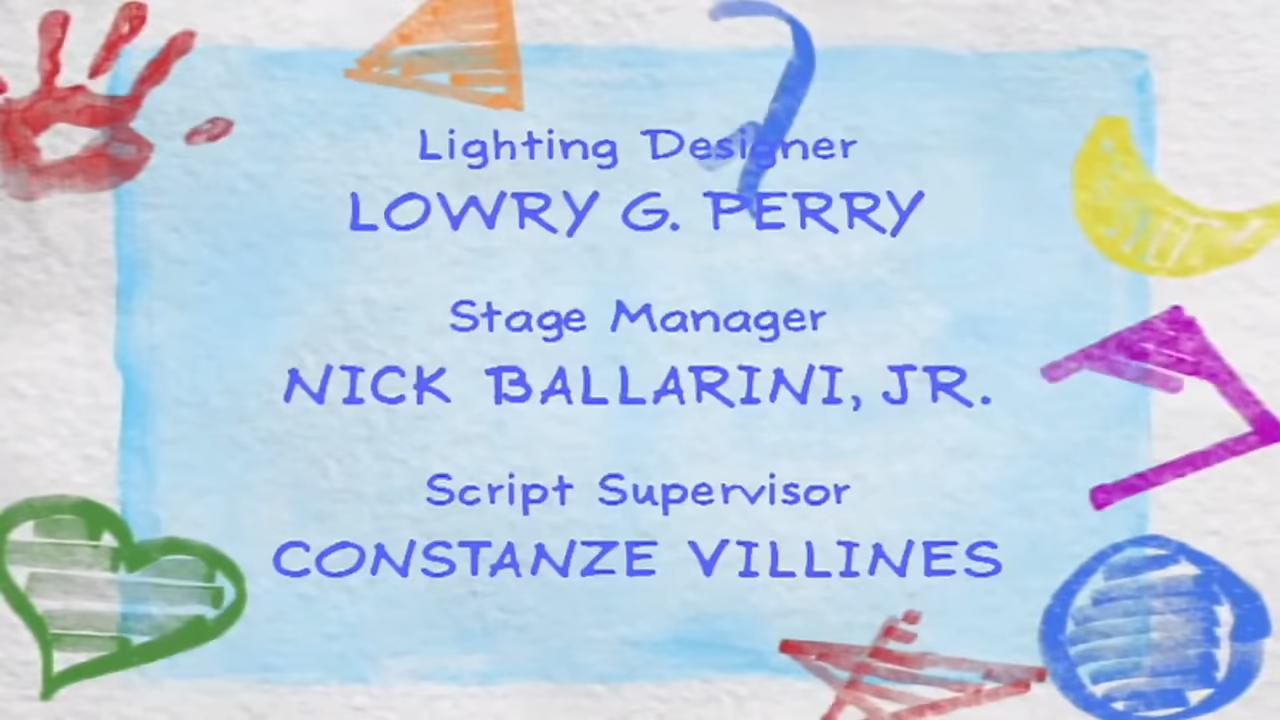 Lighting Designer
LOWRY G. PERRY
Stage Manager
NICK BALLARINI, JR.
Script Supervisor
CONSTANZE VILLINES